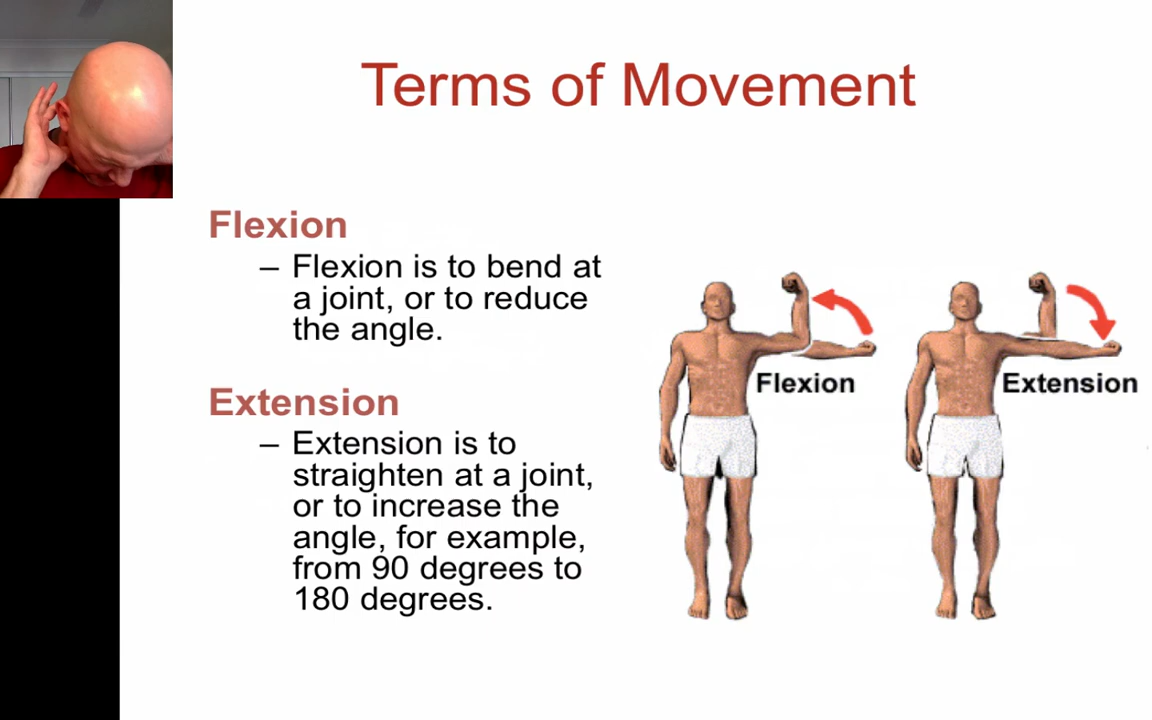 Terms of Movement
Flexion
– Flexion is to bend at
a joint, or to reduce
the angle.
Extension
– Extension is to
straighten at a joint,
or to increase the
angle, for example,
from 90 degrees to
180 degrees.
Flexion
Extension